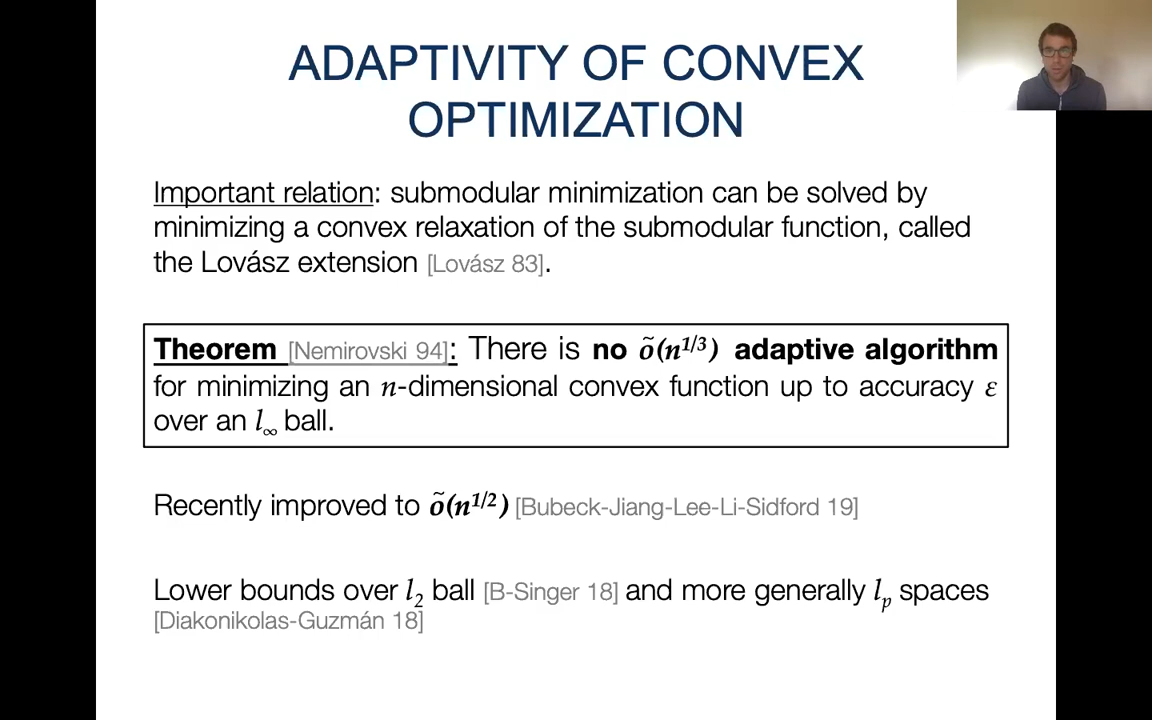 ADAPTIVITY OF CONVEX
OPTIMIZATION
Important relation: submodular minimization can be solved by
minimizing a convex relaxation of the submodular function, called
the Lovász extension [Lovász 83].
Theorem [Nemirovski 94]: There is no õ(n^{1/3}) adaptive algorithm
for minimizing an n-dimensional convex function up to accuracy ε
over an l_∞ ball.
Recently improved to õ(n^{1/2}) [Bubeck-Jiang-Lee-Li-Sidford 19]
Lower bounds over l_2 ball [B-Singer 18] and more generally l_p spaces
[Diakonikolas-Guzmán 18]